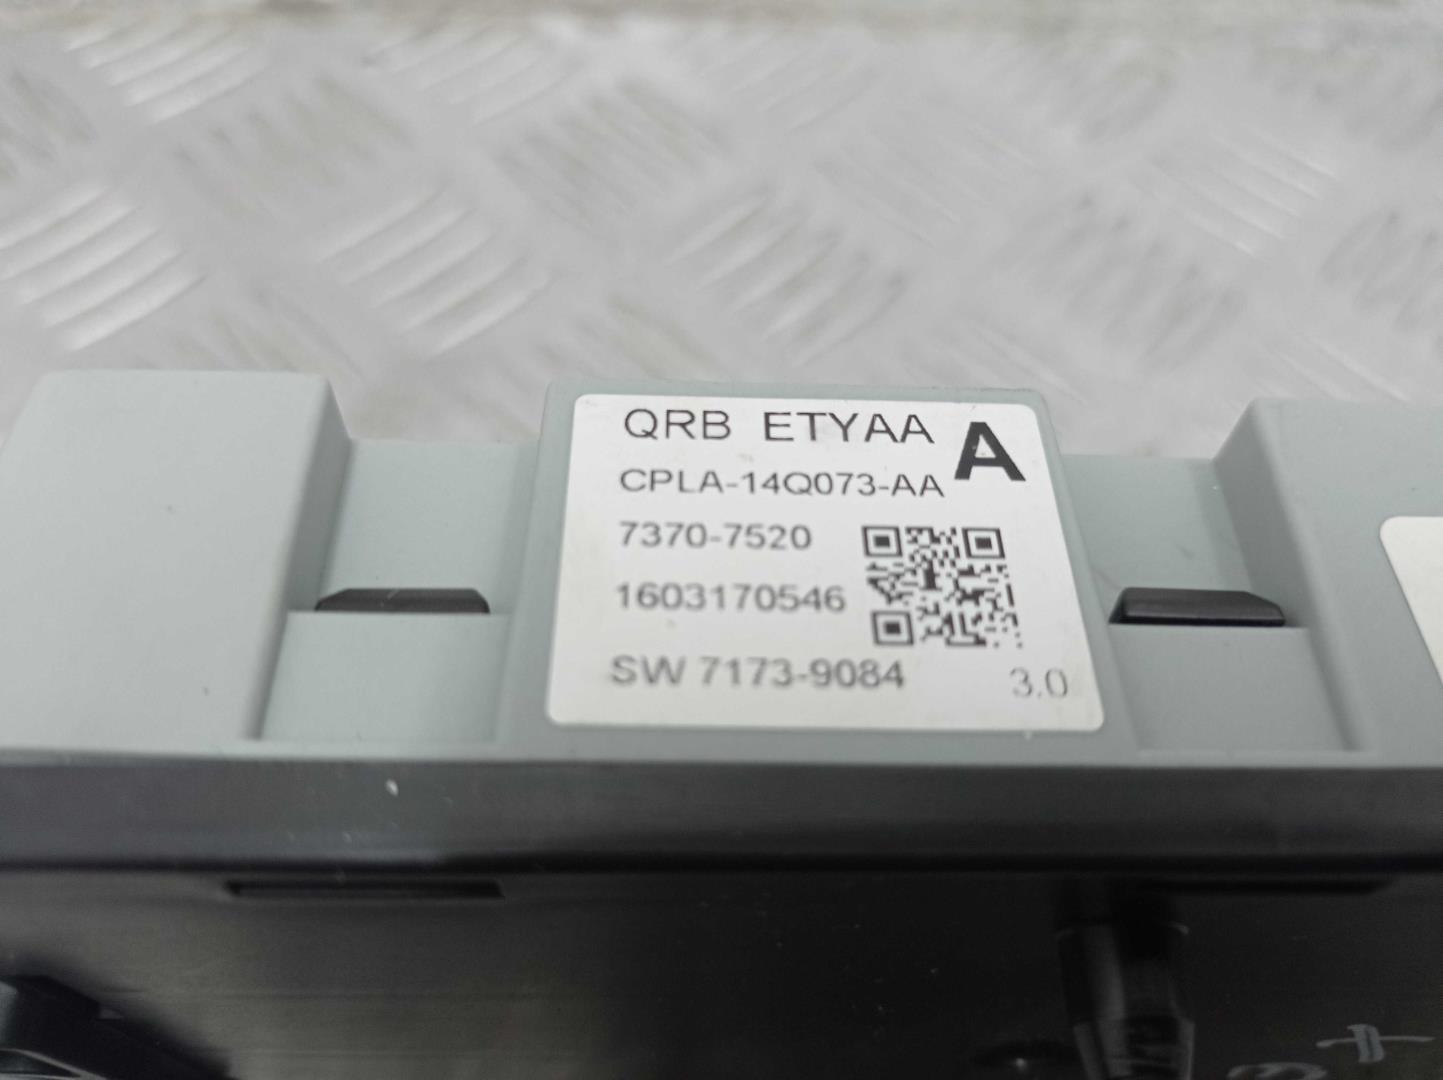 QRB ETYAA A
CPLA-14Q073-AA
7370-7520
1603170546
SW 7173-9084
3.0